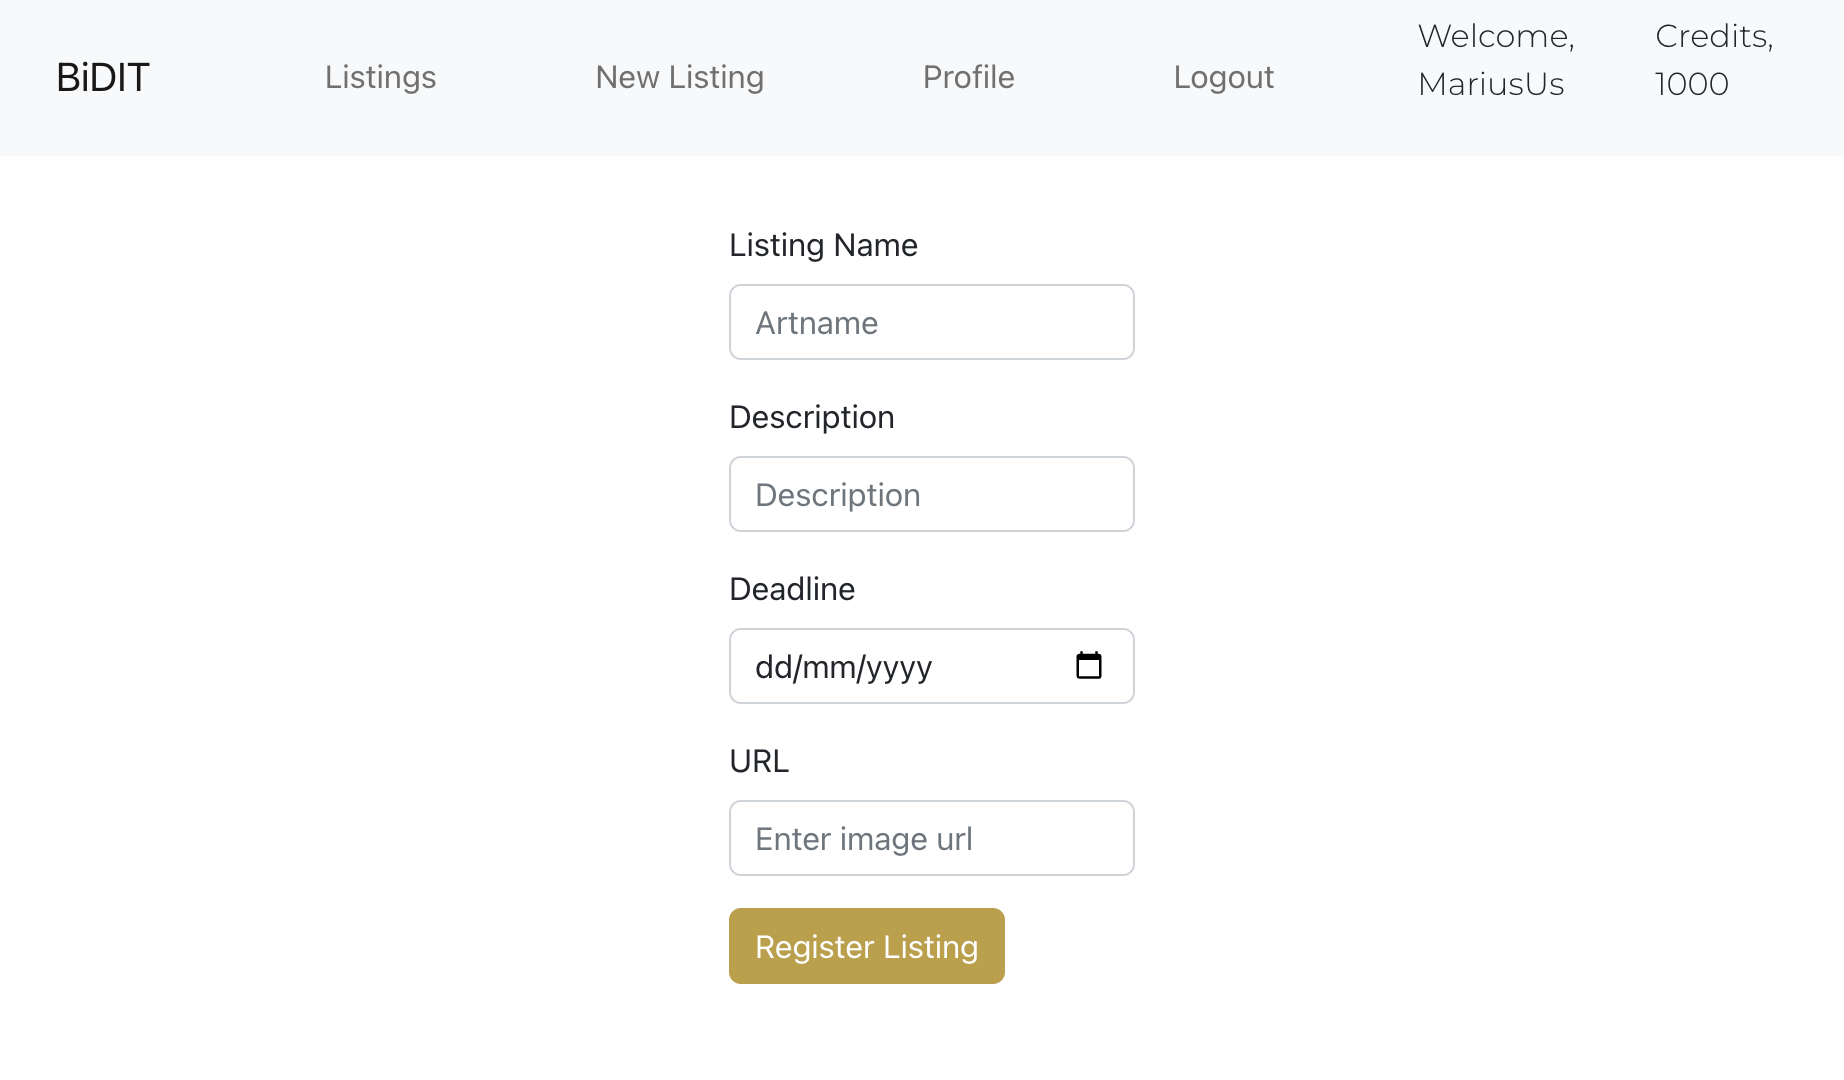 BiDIT
Listings
New Listing
Profile
Logout
Welcome,
MariusUs
Credits,
1000
Listing Name
Artname
Description
Description
Deadline
dd/mm/yyyy
URL
Enter image url
Register Listing